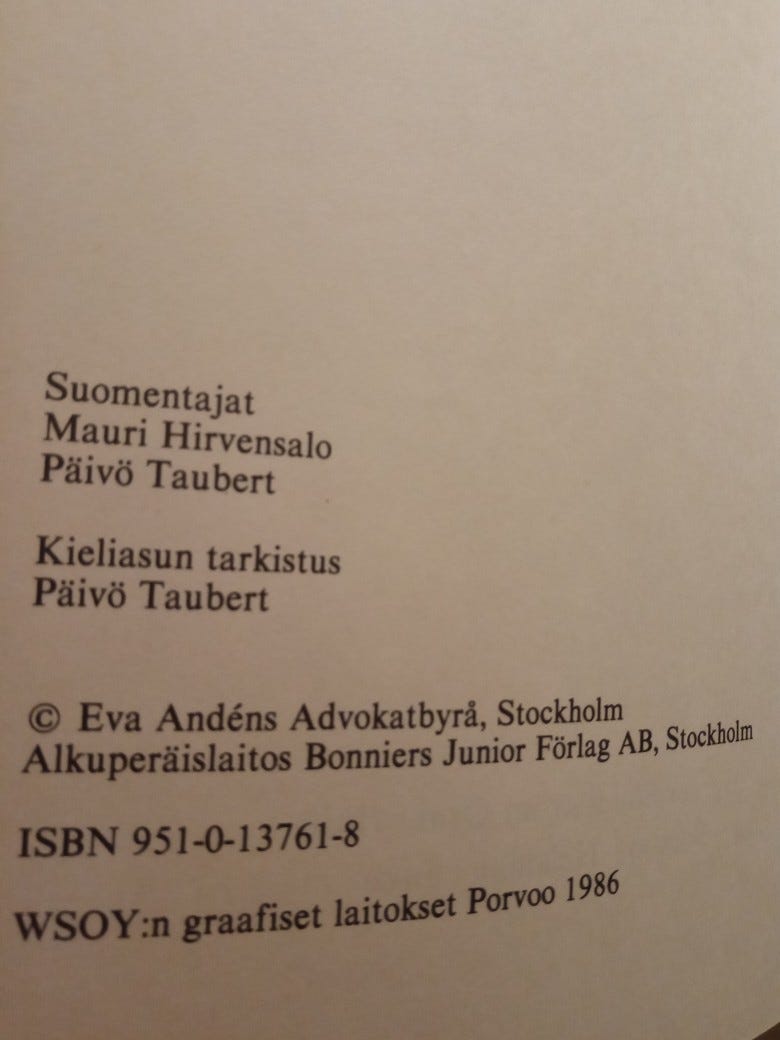 Suomentajat
Mauri Hirvensalo
Päivö Taubert
Kieliasun tarkistus
Päivö Taubert
© Eva Andéns Advokatbyrå, Stockholm
Alkuperäislaitos Bonniers Junior Förlag AB, Stockholm
ISBN 951-0-13761-8
WSOY:n graafiset laitokset Porvoo 1986